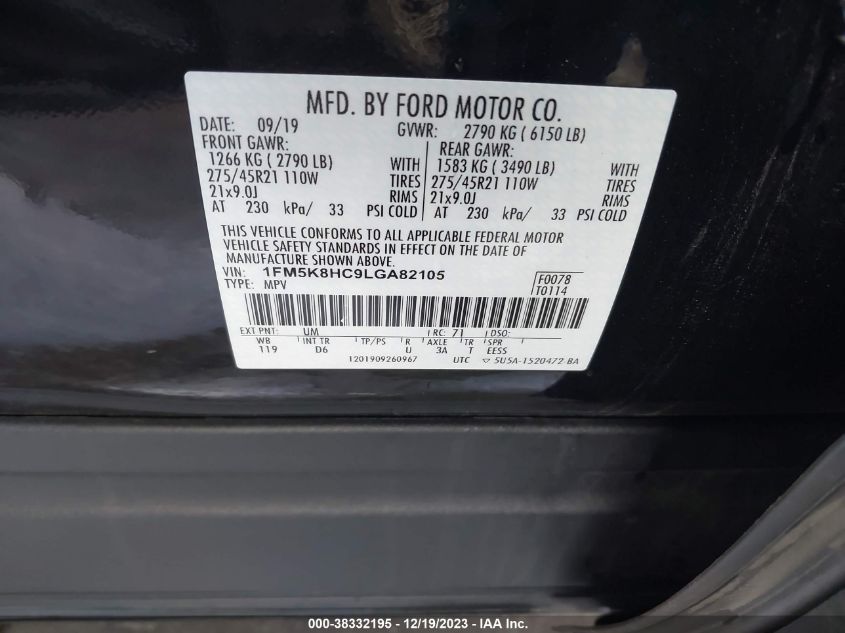 MFD. BY FORD MOTOR CO.
DATE: 09/19 GVWR: 2790 KG ( 6150 LB)
FRONT GAWR: REAR GAWR:
1266 KG ( 2790 LB) WITH 1583 KG ( 3490 LB) WITH
275/45R21 110W TIRES 275/45R21 110W TIRES
21x9.0J RIMS 21x9.0J RIMS
AT 230 kPa/ 33 PSI COLD AT 230 kPa/ 33 PSI COLD
THIS VEHICLE CONFORMS TO ALL APPLICABLE FEDERAL MOTOR
VEHICLE SAFETY STANDARDS IN EFFECT ON THE DATE OF
MANUFACTURE SHOWN ABOVE.
VIN: 1FM5K8HC9LGA82105 F0078
TYPE: MPV T0114
EXT PNT: UM RC: 71 DSO:
WB INT TR TP/PS R AXLE TR SPR
119 D6 U 3A T EESS
1201909260967 UTC 5U5A-1520472-BA
000-38332195 - 12/19/2023 - IAA Inc.